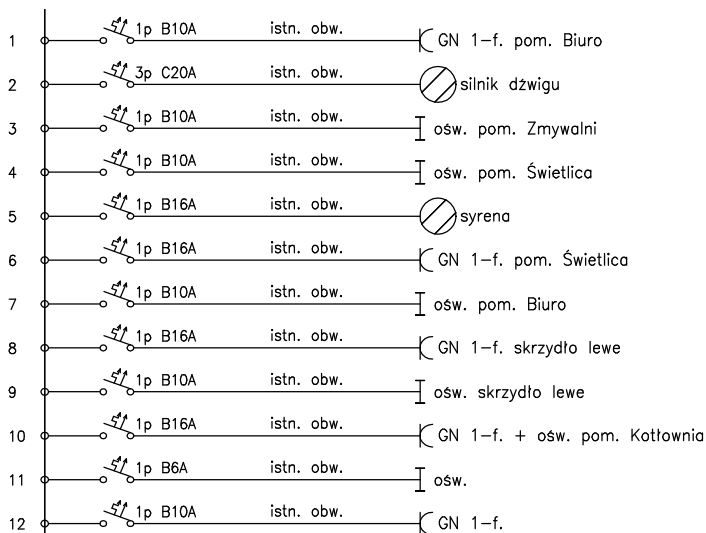 1 1p B10A istn. obw. GN 1-f. pom. Biuro
2 3p C20A istn. obw. silnik dźwigu
3 1p B10A istn. obw. ośw. pom. Zmywalni
4 1p B10A istn. obw. ośw. pom. Świetlica
5 1p B16A istn. obw. syrena
6 1p B16A istn. obw. GN 1-f. pom. Świetlica
7 1p B10A istn. obw. ośw. pom. Biuro
8 1p B16A istn. obw. GN 1-f. skrzydło lewe
9 1p B10A istn. obw. ośw. skrzydło lewe
10 1p B16A istn. obw. GN 1-f. + ośw. pom. Kotłownia
11 1p B6A istn. obw. ośw.
12 1p B10A istn. obw. GN 1-f.